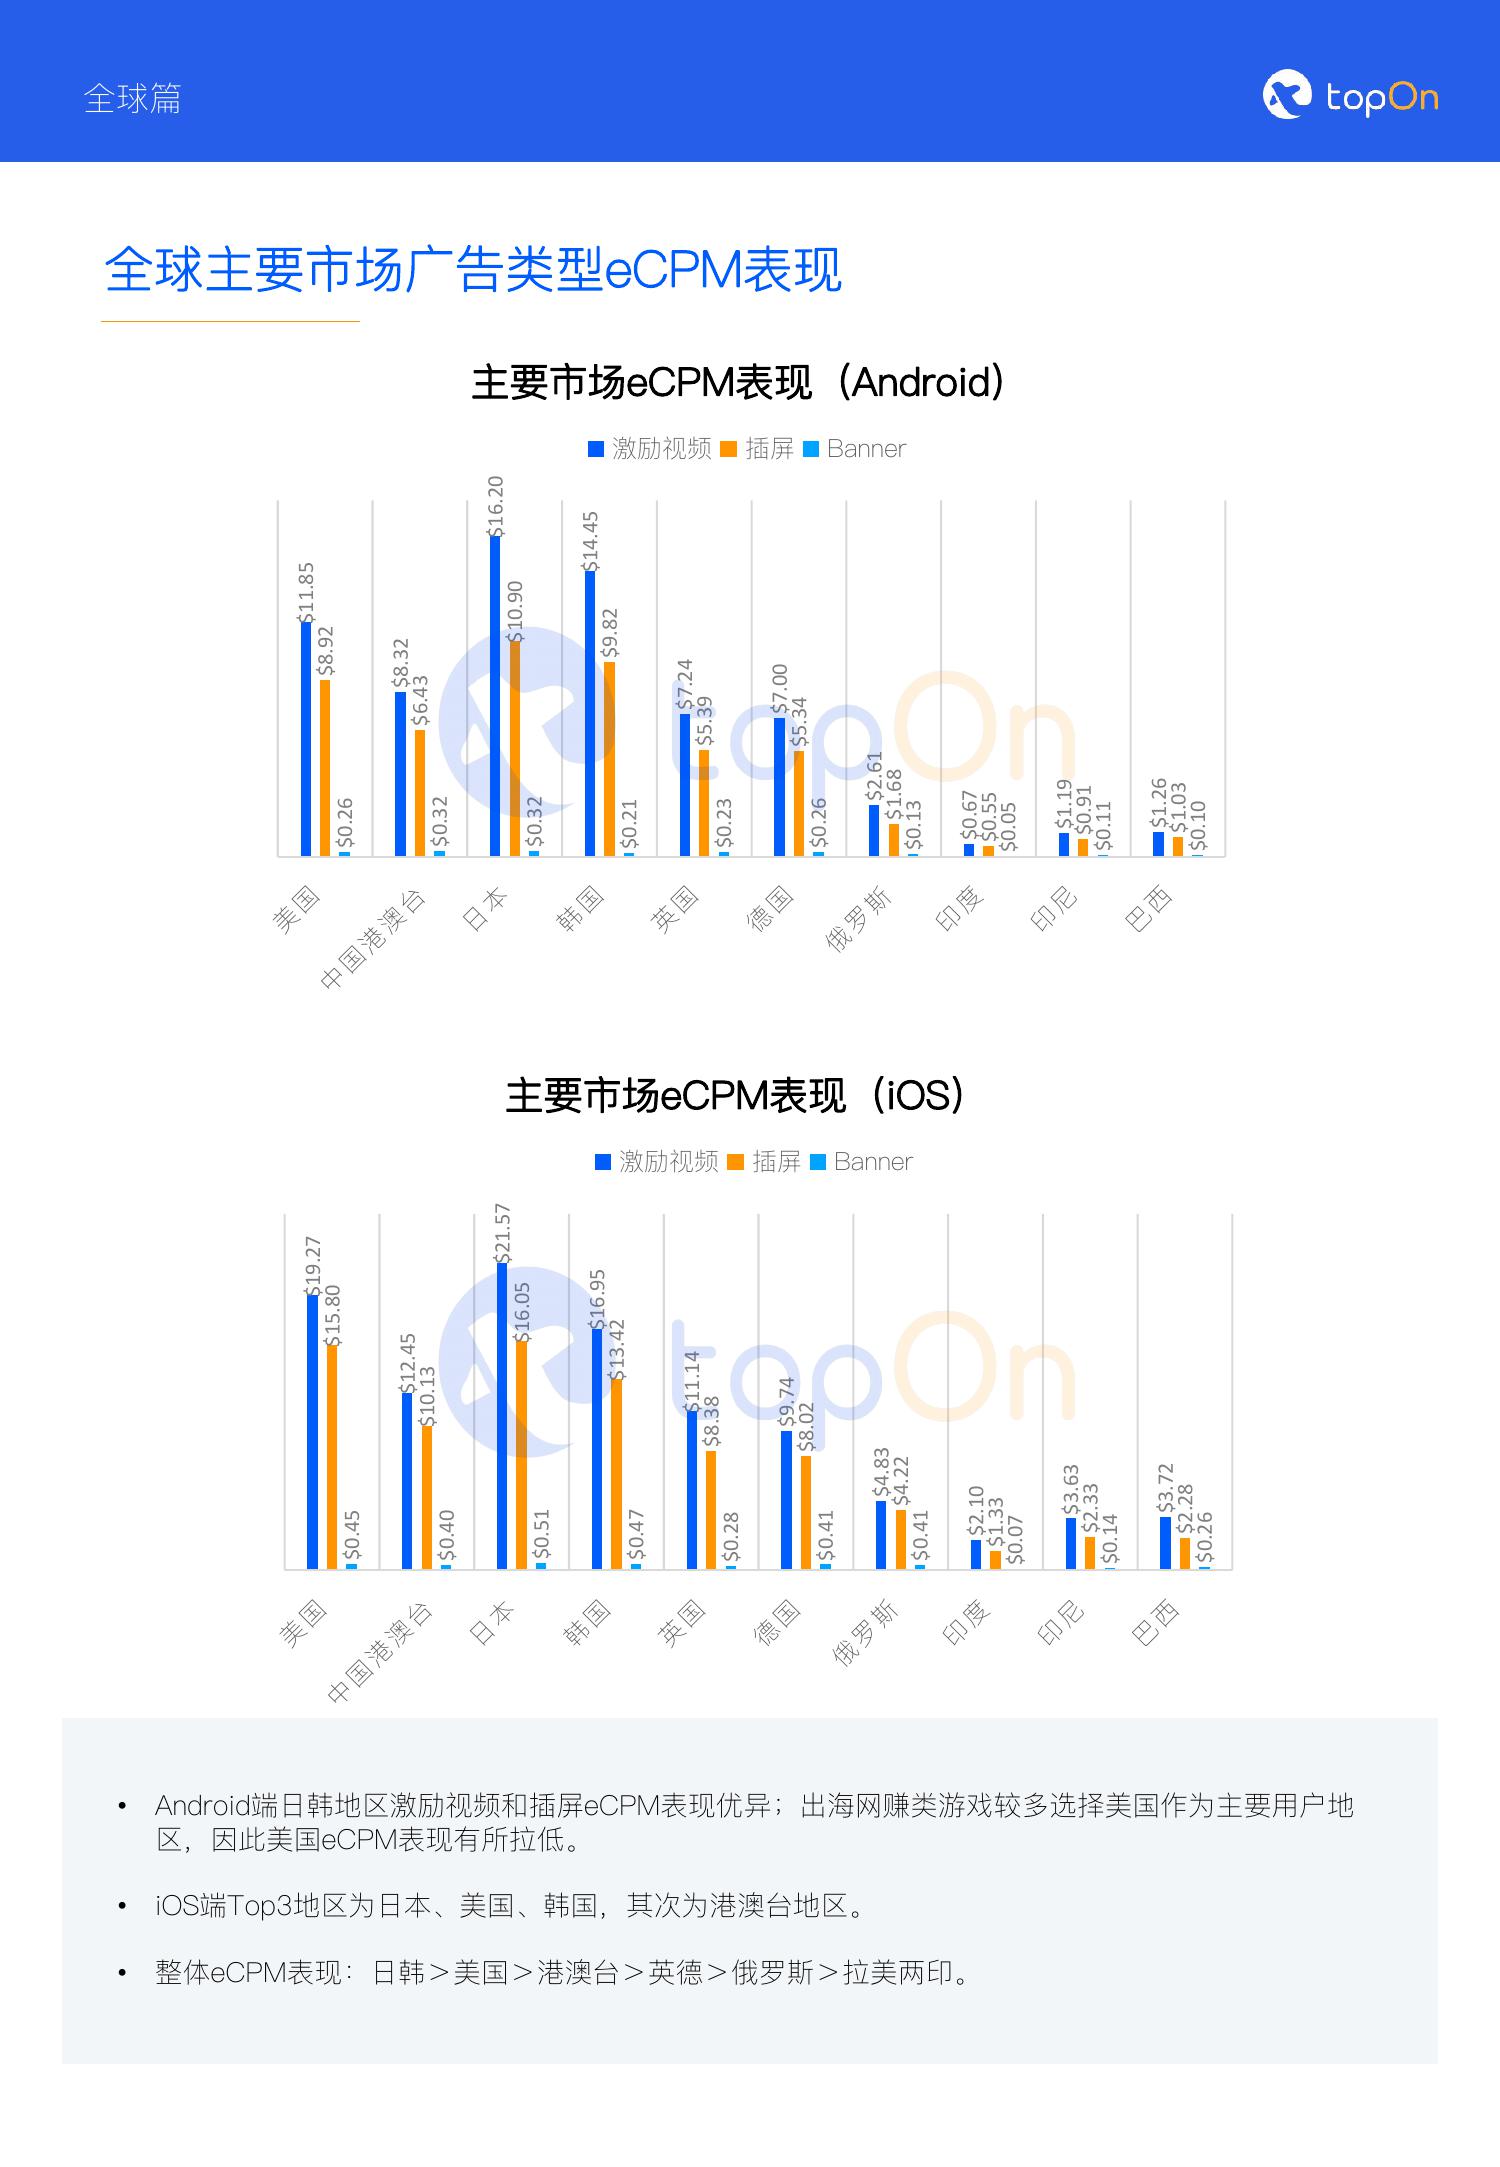 全球篇
topOn
全球主要市场广告类型eCPM表现
主要市场eCPM表现（Android）
激励视频 插屏 Banner
$11.85 $8.92 $0.26
$8.32 $6.43 $0.32
$16.20 $10.90 $0.32
$14.45 $9.82 $0.21
$7.24 $5.39 $0.23
$7.00 $5.34 $0.26
$2.61 $1.68 $0.13
$0.67 $0.55 $0.05
$1.19 $0.91 $0.11
$1.26 $1.03 $0.10
topOn
美国 中国港澳台 日本 韩国 英国 德国 俄罗斯 印度 印尼 巴西
主要市场eCPM表现（iOS）
激励视频 插屏 Banner
$19.27 $15.80 $0.45
$12.45 $10.13 $0.40
$21.57 $16.05 $0.51
$16.95 $13.42 $0.47
$11.14 $8.38 $0.28
$9.74 $8.02 $0.41
$4.83 $4.22 $0.41
$2.10 $1.33 $0.07
$3.63 $2.33 $0.14
$3.72 $2.28 $0.26
topOn
美国 中国港澳台 日本 韩国 英国 德国 俄罗斯 印度 印尼 巴西
• Android端日韩地区激励视频和插屏eCPM表现优异；出海网赚类游戏较多选择美国作为主要用户地
区，因此美国eCPM表现有所拉低。
• iOS端Top3地区为日本、美国、韩国，其次为港澳台地区。
• 整体eCPM表现：日韩＞美国＞港澳台＞英德＞俄罗斯＞拉美两印。